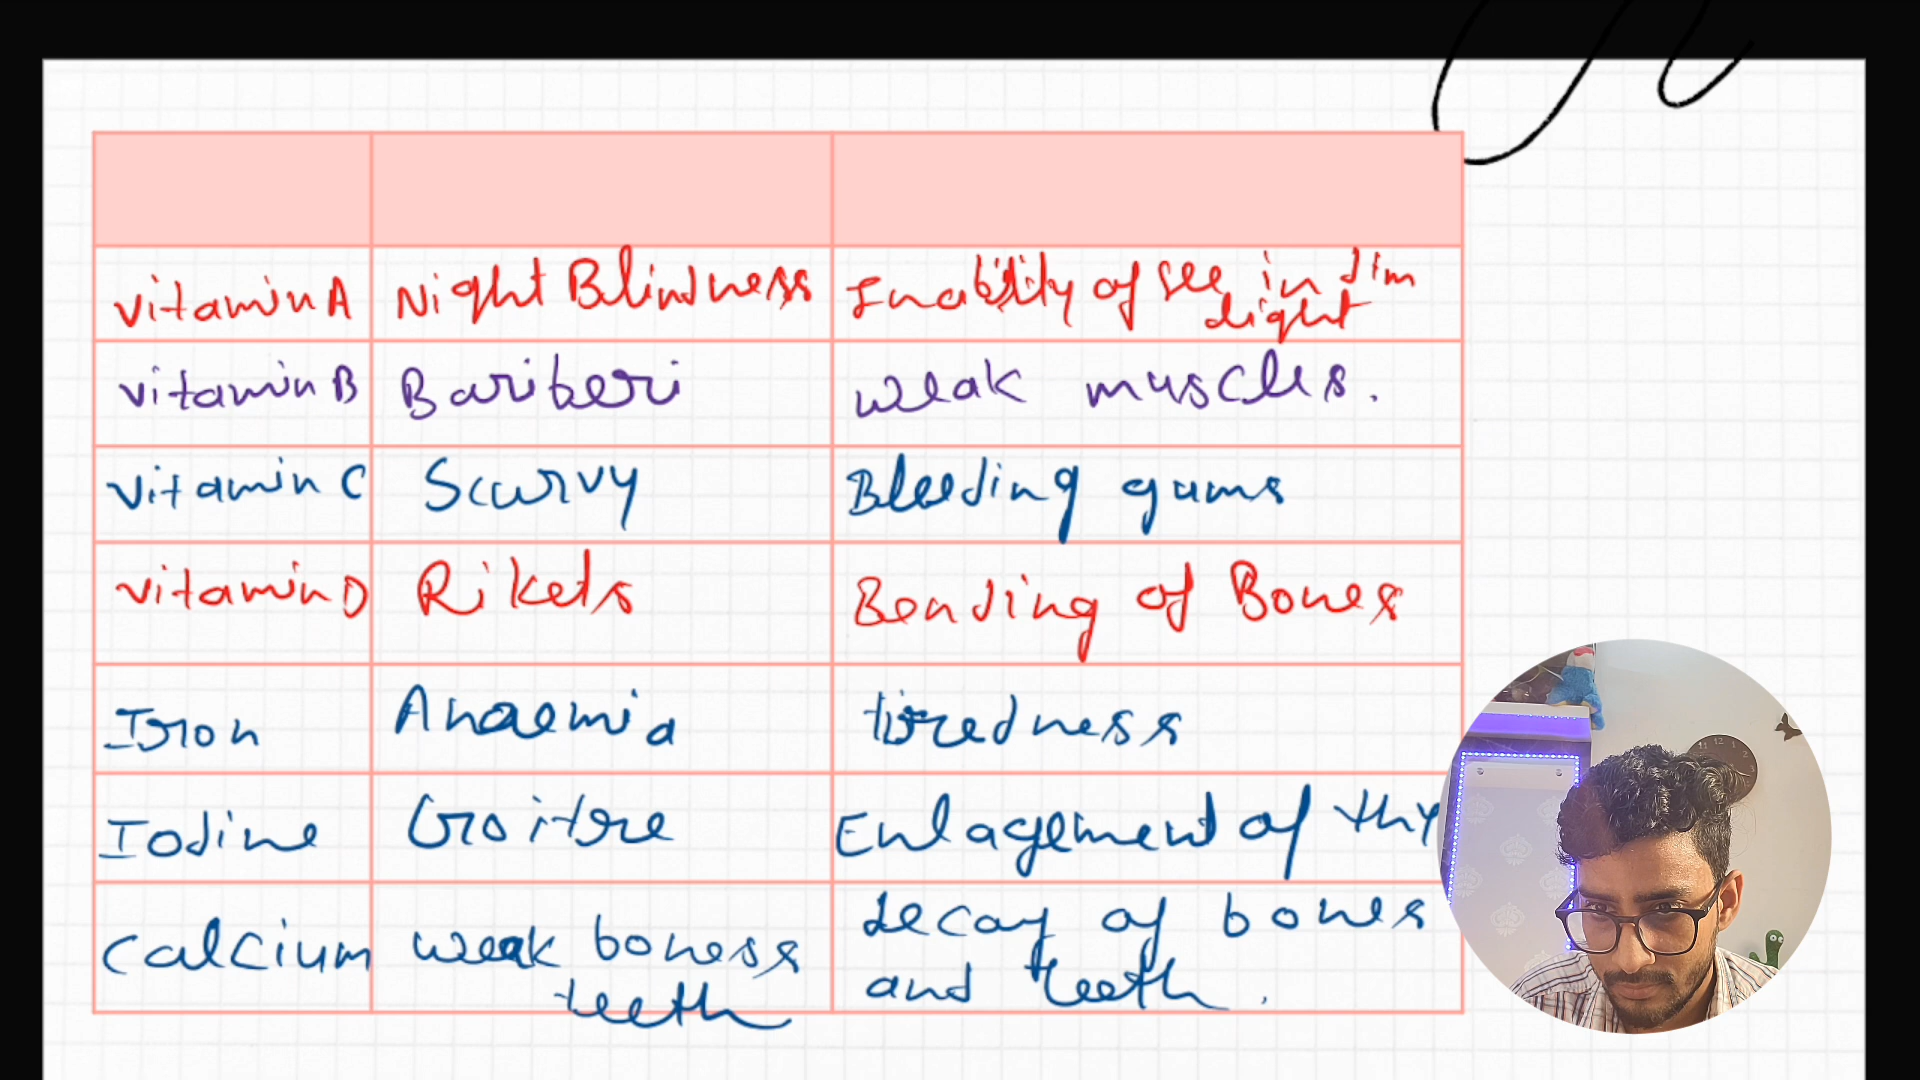 Vitamin A Night Blindness Inability of see in dim
light
Vitamin B Bariberi weak muscles.
Vitamin C Scurvy Bleeding gums
Vitamin D Rikets Bending of Bones
Iron Anaemia tiredness
Iodine Goitre Enlagement of thy
Calcium weak boness decay of bones
teeth and teeth.